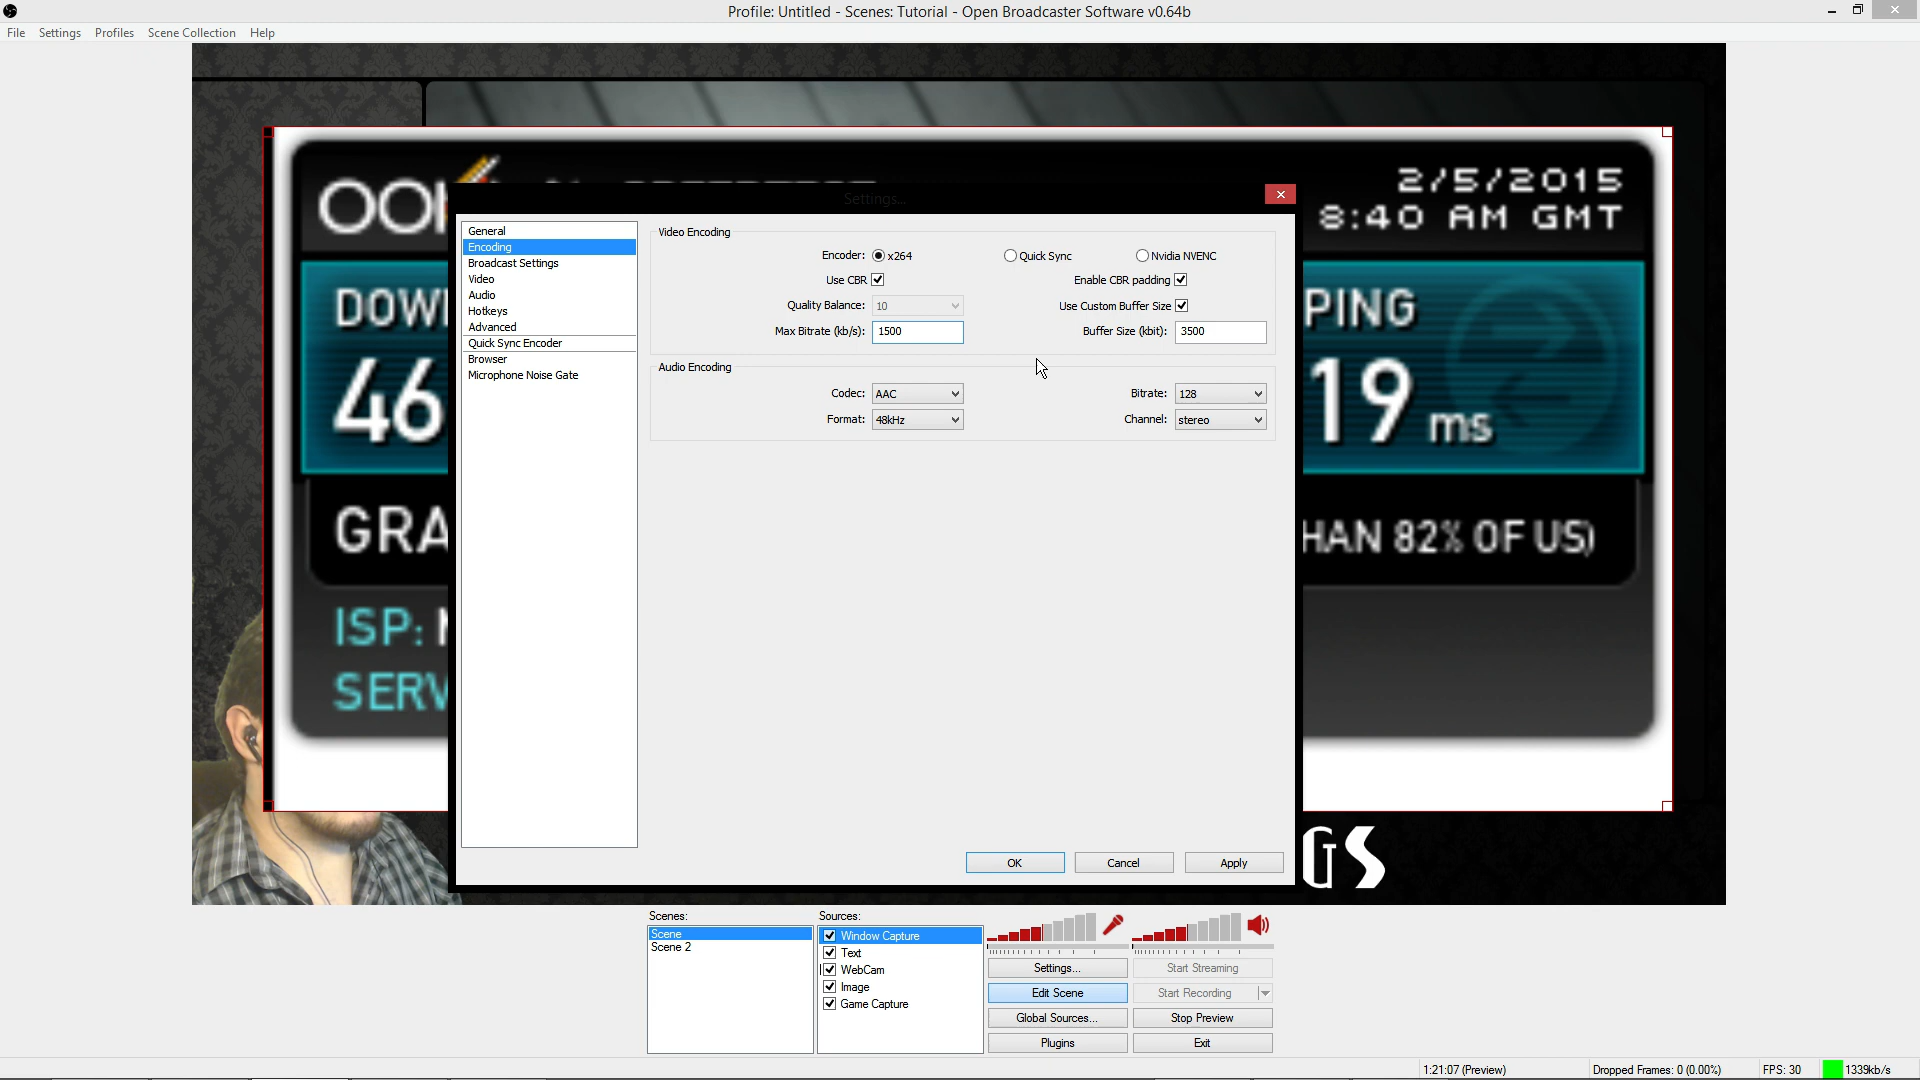 Profile: Untitled - Scenes: Tutorial - Open Broadcaster Software v0.64b
File Settings Profiles Scene Collection Help
2/5/2015
8:40 AM GMT
Settings...
General
Encoding
Broadcast Settings
Video
Audio
Hotkeys
Advanced
Quick Sync Encoder
Browser
Microphone Noise Gate
Video Encoding
Encoder: x264 Quick Sync Nvidia NVENC
Use CBR Enable CBR padding
Quality Balance: 10 Use Custom Buffer Size
Max Bitrate (kb/s): 1500 Buffer Size (kbit): 3500
Audio Encoding
Codec: AAC Bitrate: 128
Format: 48kHz Channel: stereo
OK Cancel Apply
PING
46
19 ms
HAN 82% OF US)
ISP:
GS
Scenes:
Scene
Scene 2
Sources:
Window Capture
Text
WebCam
Image
Game Capture
Settings... Start Streaming
Edit Scene Start Recording
Global Sources... Stop Preview
Plugins Exit
1:21:07 (Preview) Dropped Frames: 0 (0.00%) FPS: 30 1339kb/s